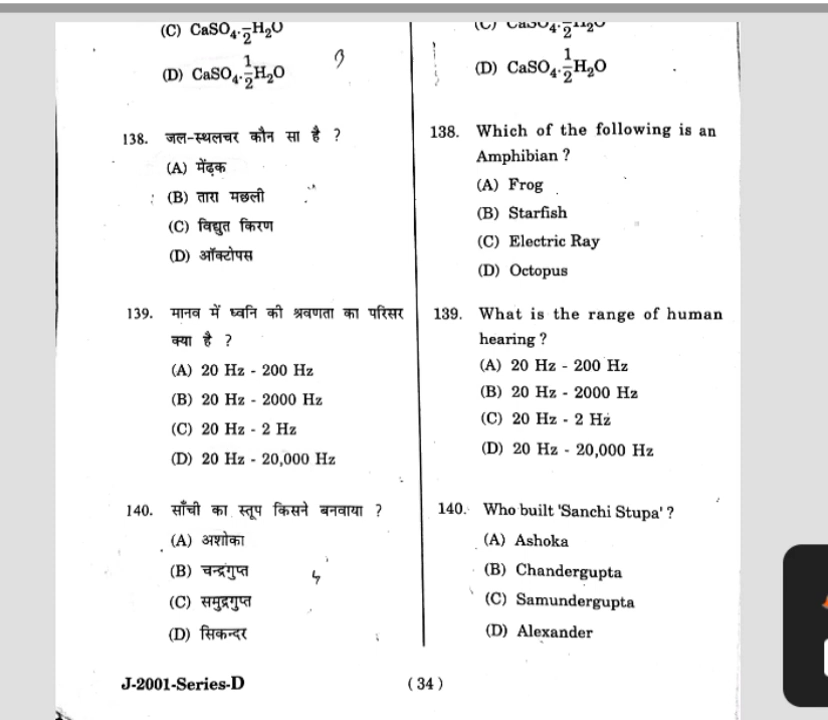 (C) CaSO₄.½H₂O
(D) CaSO₄.½H₂O
138. जल-स्थलचर कौन सा है ?
(A) मेंढ़क
(B) तारा मछली
(C) विद्युत किरण
(D) ऑक्टोपस
139. मानव में ध्वनि की श्रवणता का परिसर
क्या है ?
(A) 20 Hz - 200 Hz
(B) 20 Hz - 2000 Hz
(C) 20 Hz - 2 Hz
(D) 20 Hz - 20,000 Hz
140. साँची का स्तूप किसने बनवाया ?
(A) अशोका
(B) चन्द्रगुप्त
(C) समुद्रगुप्त
(D) सिकन्दर
(D) CaSO₄.½H₂O
138. Which of the following is an
Amphibian ?
(A) Frog
(B) Starfish
(C) Electric Ray
(D) Octopus
139. What is the range of human
hearing ?
(A) 20 Hz - 200 Hz
(B) 20 Hz - 2000 Hz
(C) 20 Hz - 2 Hz
(D) 20 Hz - 20,000 Hz
140. Who built 'Sanchi Stupa' ?
(A) Ashoka
(B) Chandergupta
(C) Samundergupta
(D) Alexander
J-2001-Series-D
( 34 )